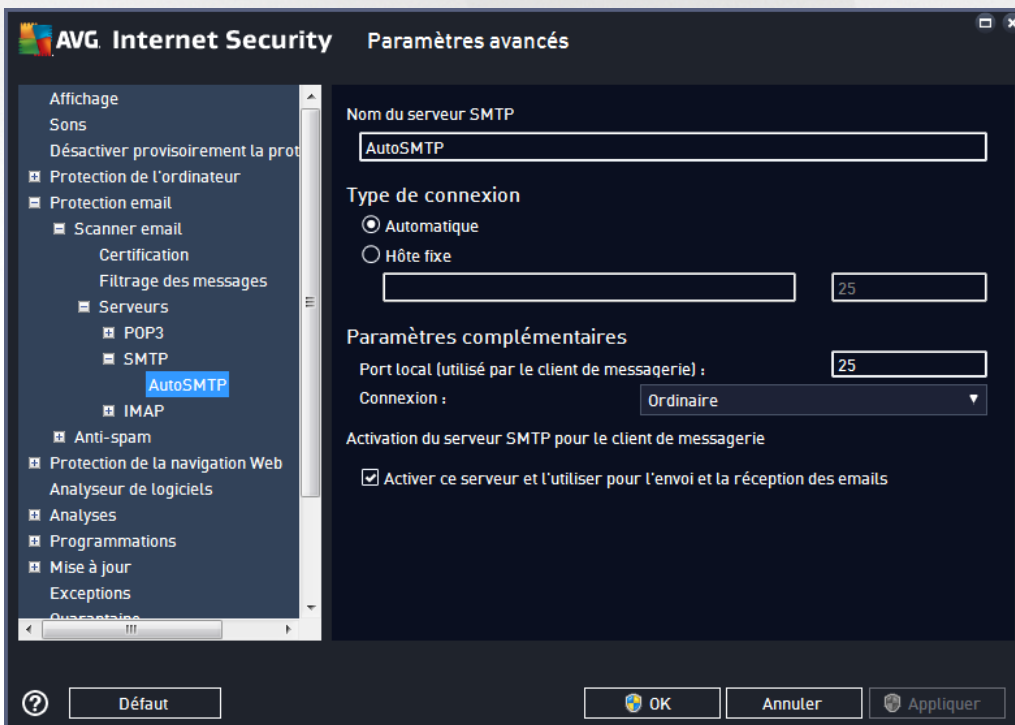 AVG. Internet Security Paramètres avancés
Affichage
Sons
Désactiver provisoirement la prot
Protection de l'ordinateur
Protection email
Scanner email
Certification
Filtrage des messages
Serveurs
POP3
SMTP
AutoSMTP
IMAP
Anti-spam
Protection de la navigation Web
Analyseur de logiciels
Analyses
Programmations
Mise à jour
Exceptions
Quarantaine
Nom du serveur SMTP
AutoSMTP
Type de connexion
Automatique
Hôte fixe
25
Paramètres complémentaires
Port local (utilisé par le client de messagerie) : 25
Connexion : Ordinaire
Activation du serveur SMTP pour le client de messagerie
Activer ce serveur et l'utiliser pour l'envoi et la réception des emails
? Défaut OK Annuler Appliquer